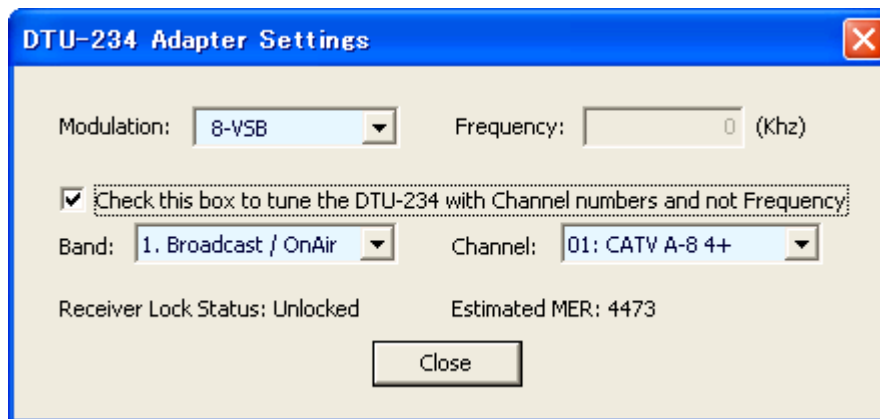 DTU-234 Adapter Settings
Modulation: 8-VSB Frequency: 0 (Khz)
Check this box to tune the DTU-234 with Channel numbers and not Frequency
Band: 1. Broadcast / OnAir Channel: 01: CATV A-8 4+
Receiver Lock Status: Unlocked Estimated MER: 4473
Close